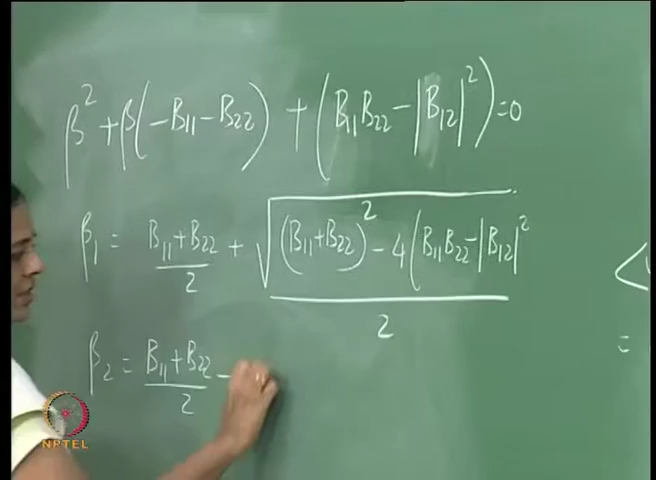 β² + β(-B₁₁ - B₂₂) + (B₁₁B₂₂ - |B₁₂|²) = 0
β₁ = (B₁₁ + B₂₂)/2 + √((B₁₁ + B₂₂)² - 4(B₁₁B₂₂ - |B₁₂|²)/2
β₂ = (B₁₁ + B₂₂)/2 -
=
NPTEL